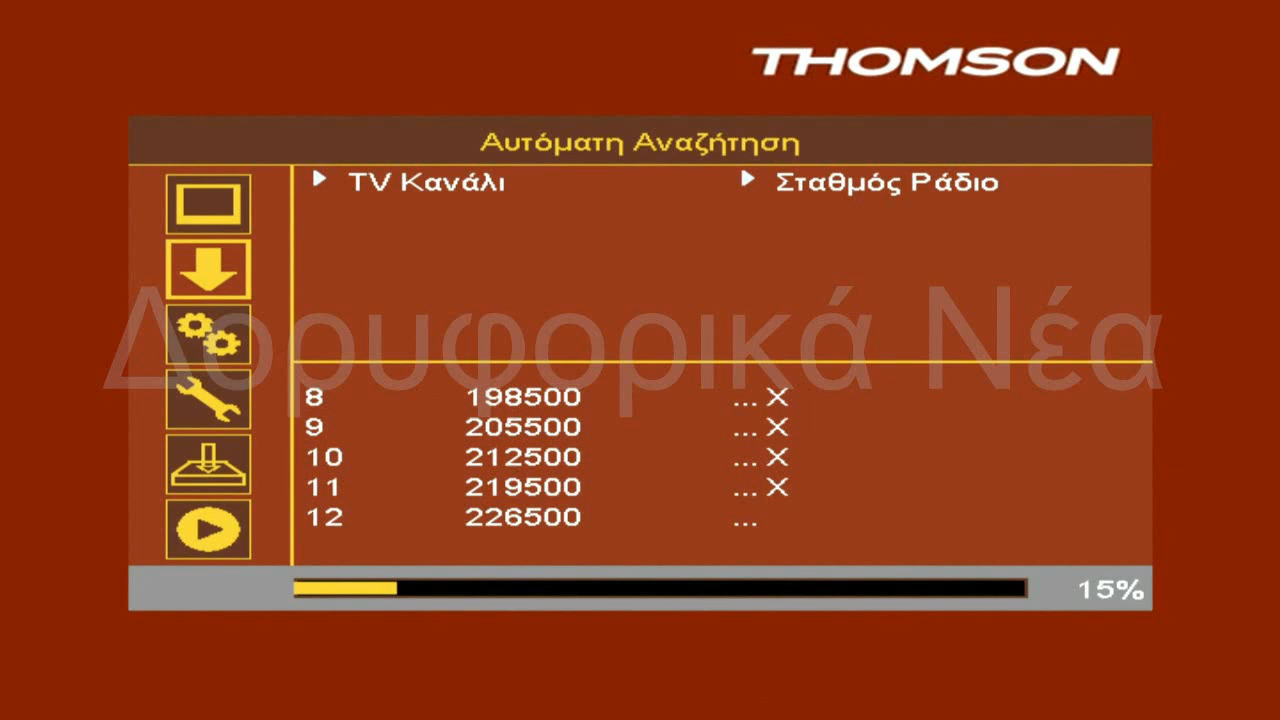 THOMSON
Αυτόματη Αναζήτηση
TV Κανάλι Σταθμός Ράδιο
Δορυφορικά Νέα
8 198500 ... X
9 205500 ... X
10 212500 ... X
11 219500 ... X
12 226500 ...
15%